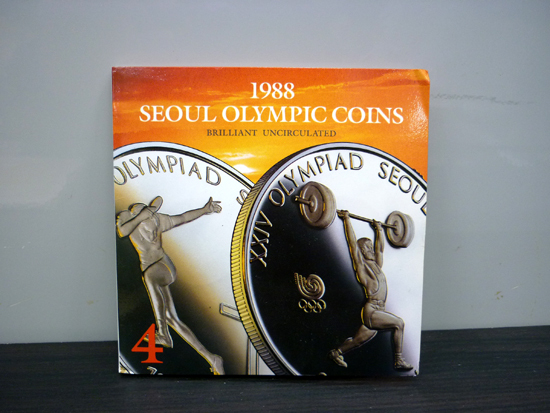 1988
SEOUL OLYMPIC COINS
BRILLIANT UNCIRCULATED
OLYMPIAD S
XXIV OLYMPIAD SEOUL
4